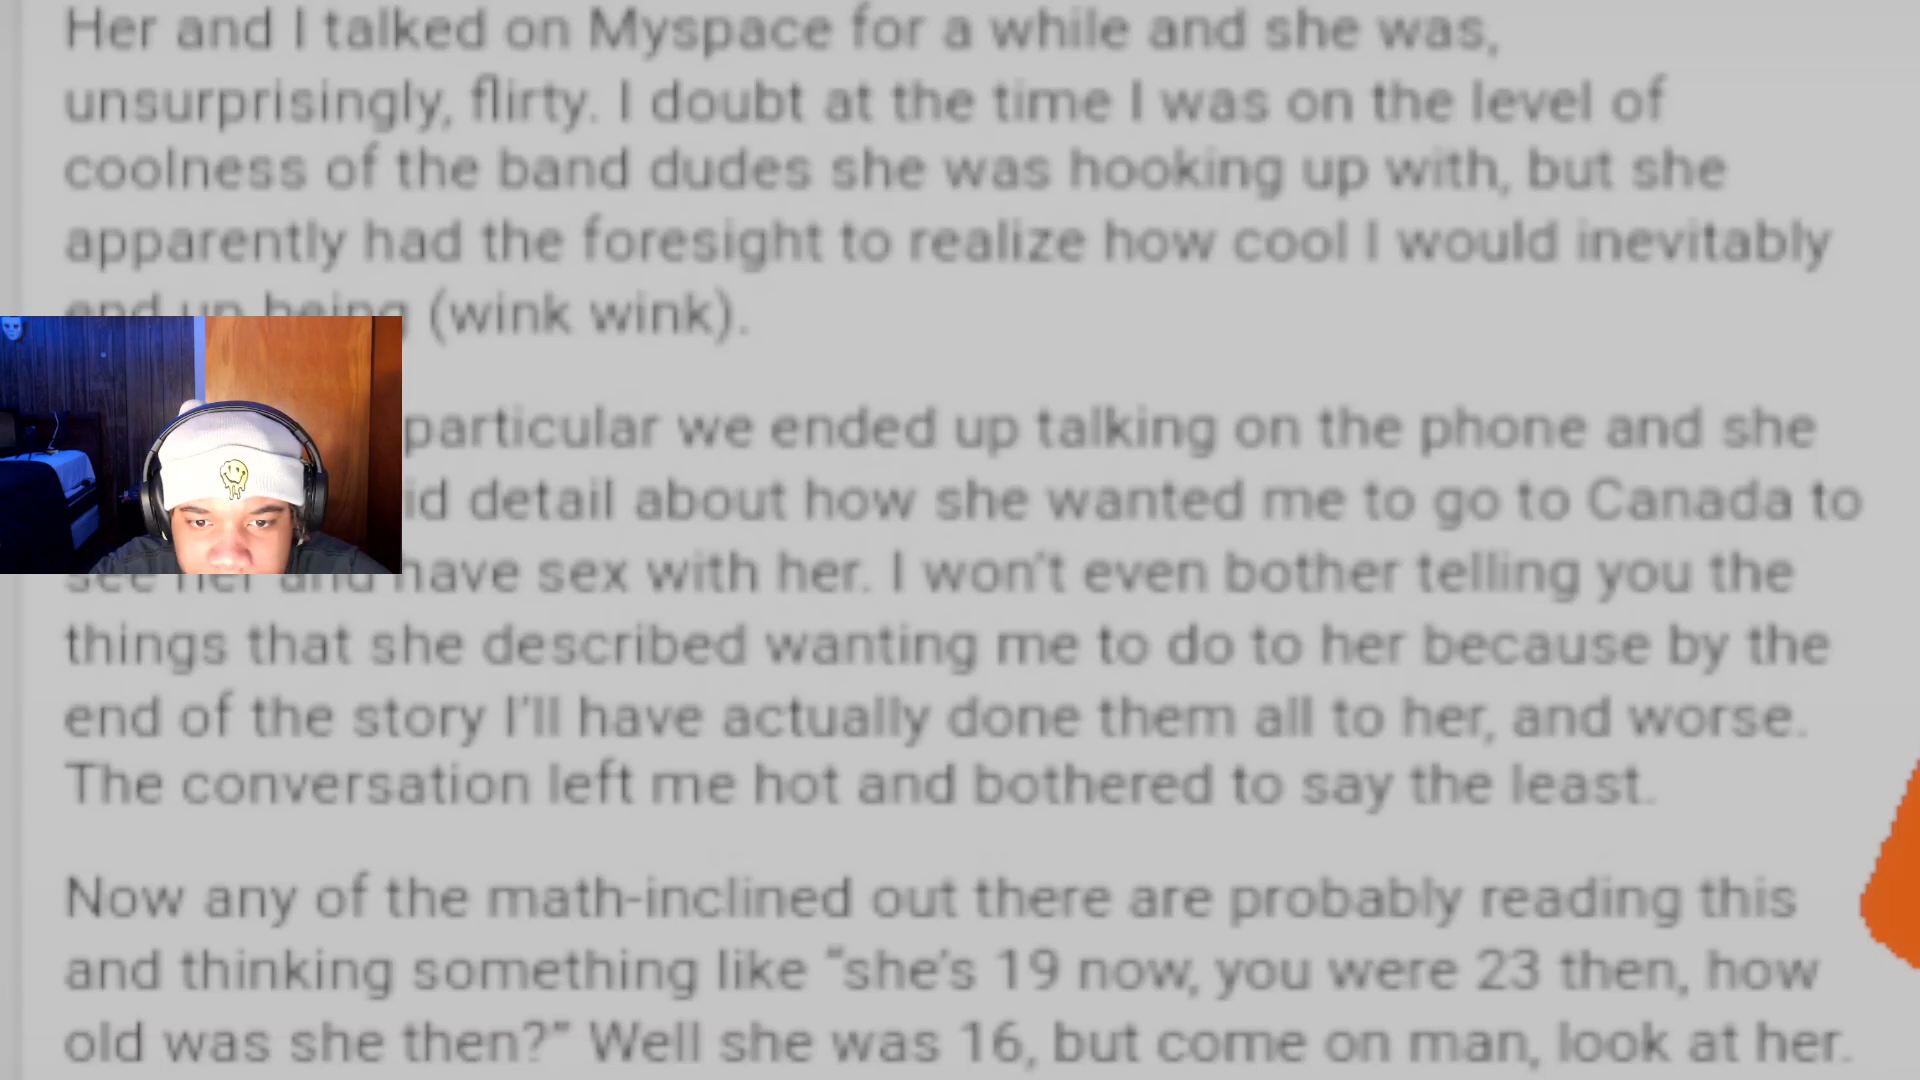 Her and I talked on Myspace for a while and she was,
unsurprisingly, flirty. I doubt at the time I was on the level of
coolness of the band dudes she was hooking up with, but she
apparently had the foresight to realize how cool I would inevitably
end up being (wink wink).
particular we ended up talking on the phone and she
detail about how she wanted me to go to Canada to
see her and have sex with her. I won't even bother telling you the
things that she described wanting me to do to her because by the
end of the story I'll have actually done them all to her, and worse.
The conversation left me hot and bothered to say the least.
Now any of the math-inclined out there are probably reading this
and thinking something like “she's 19 now, you were 23 then, how
old was she then?” Well she was 16, but come on man, look at her.